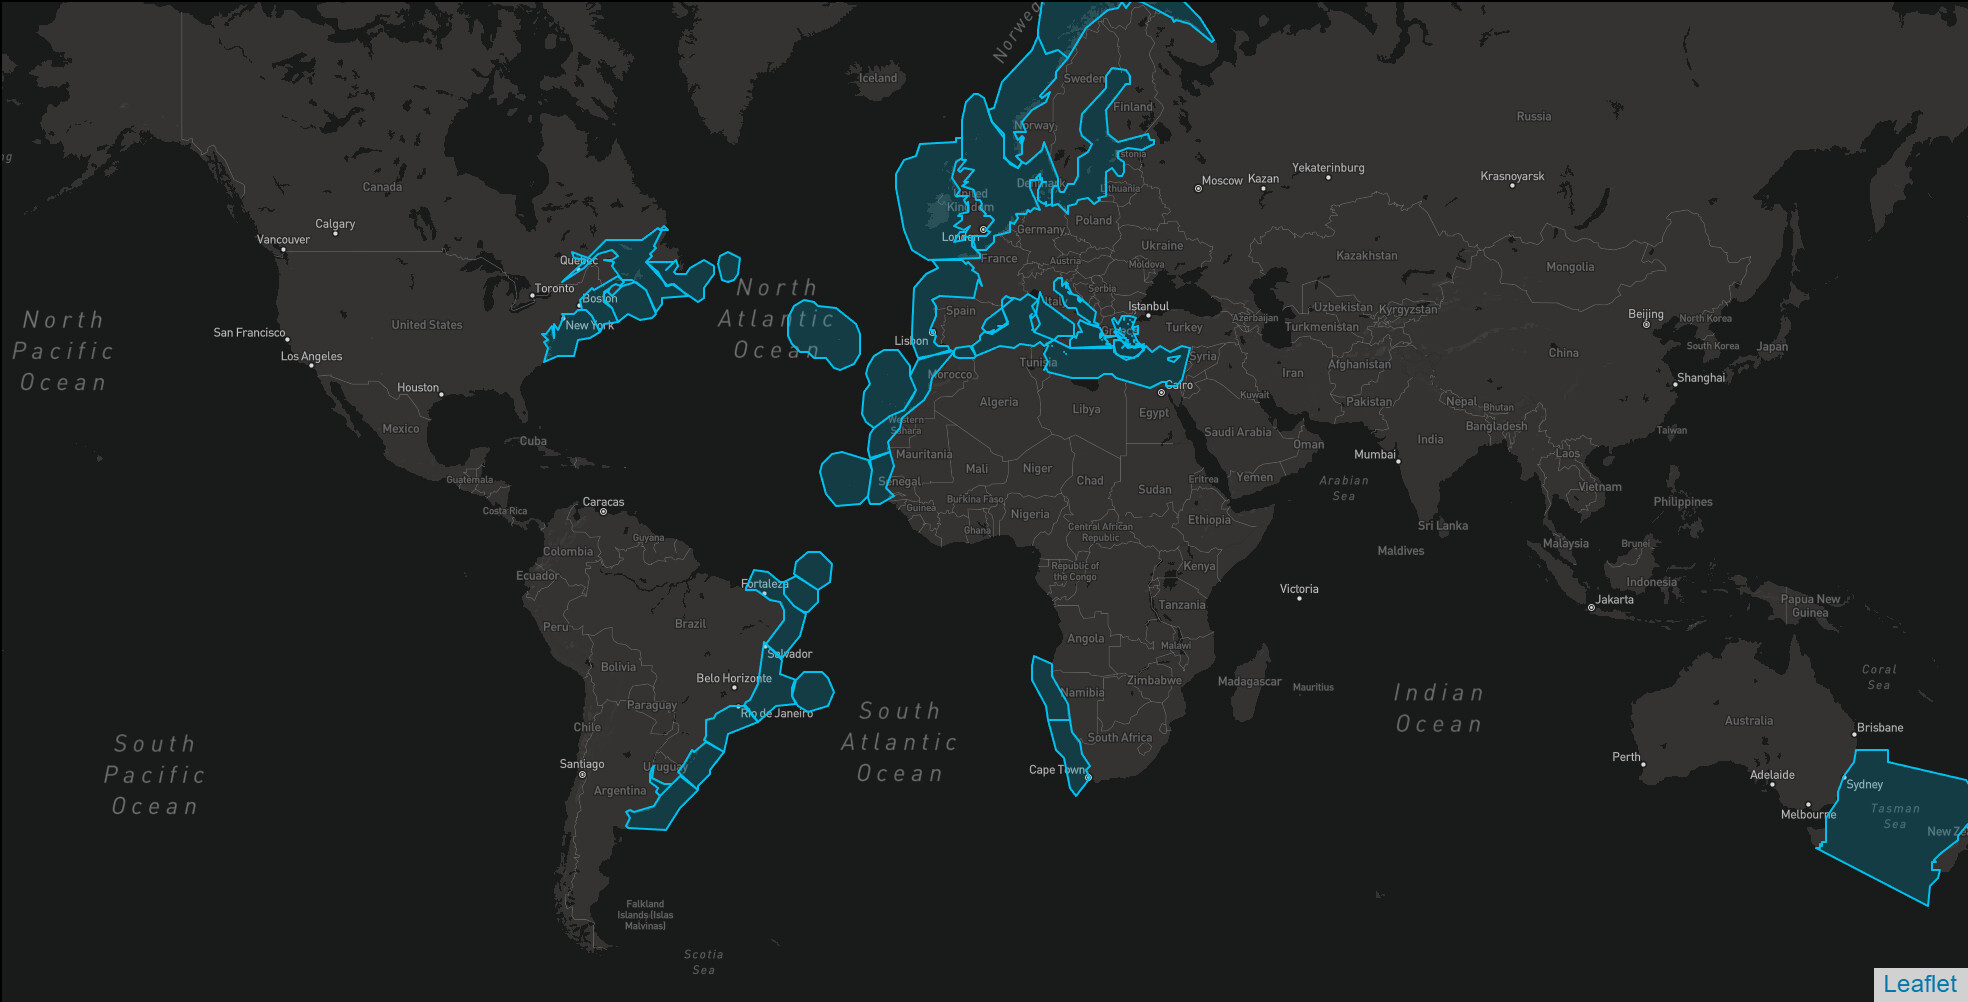 Norweg
Iceland
Sweden
Finland
Norway
Russia
ng
Estonia
Yekaterinburg
Moscow
Kazan
Krasnoyarsk
Canada
Denmark
Lithuania
United
Kingdom
Calgary
Poland
Vancouver
London
Germany
Ukraine
Quebec
France
Austria
Moldova
Kazakhstan
Mongolia
Toronto
North
Atlantic
Ocean
Serbia
Boston
Italy
Istanbul
Uzbekistan
Kyrgyzstan
North
Pacific
Ocean
United States
New York
Spain
Greece
Turkey
Azerbaijan
Turkmenistan
Beijing
North Korea
San Francisco
Lisbon
South Korea
Japan
Los Angeles
Tunisia
Syria
China
Afghanistan
Morocco
Iran
Shanghai
Houston
Cairo
Algeria
Libya
Egypt
Kuwait
Pakistan
Nepal
Bhutan
Mexico
Western
Sahara
Saudi Arabia
Bangladesh
Taiwan
Cuba
Oman
India
Mauritania
Mumbai
Laos
Mali
Niger
Chad
Guatemala
Senegal
Sudan
Eritrea
Yemen
Arabian
Sea
Vietnam
Caracas
Burkina Faso
Philippines
Costa Rica
Guinea
Nigeria
Ethiopia
Ghana
Central African
Republic
Sri Lanka
Guyana
Colombia
Maldives
Malaysia
Brunei
Ecuador
Fortaleza
Republic of
the Congo
Kenya
Indonesia
Victoria
Jakarta
Papua New
Guinea
Tanzania
Peru
Brazil
Angola
Malawi
Salvador
Bolivia
Belo Horizonte
Zimbabwe
Madagascar
Mauritius
Coral
Sea
Namibia
Indian
Ocean
Paraguay
Rio de Janeiro
South
Atlantic
Ocean
Australia
Chile
Brisbane
South
Pacific
Ocean
South Africa
Santiago
Uruguay
Cape Town
Perth
Adelaide
Sydney
Argentina
Melbourne
Tasman
Sea
New Ze
Falkland
Islands (Islas
Malvinas)
Scotia
Sea
Leaflet